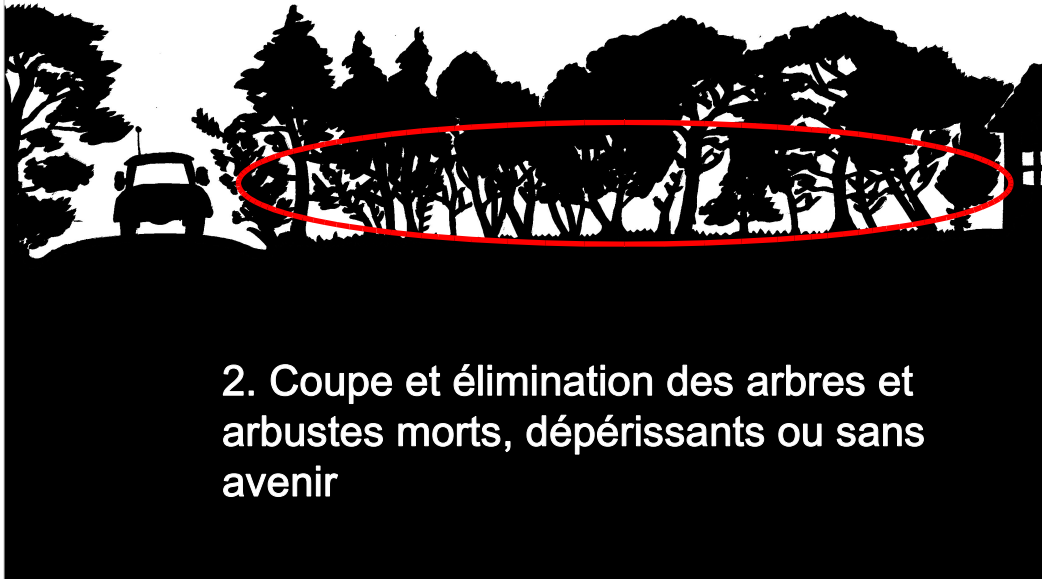 2. Coupe et élimination des arbres et
arbustes morts, dépérissants ou sans
avenir